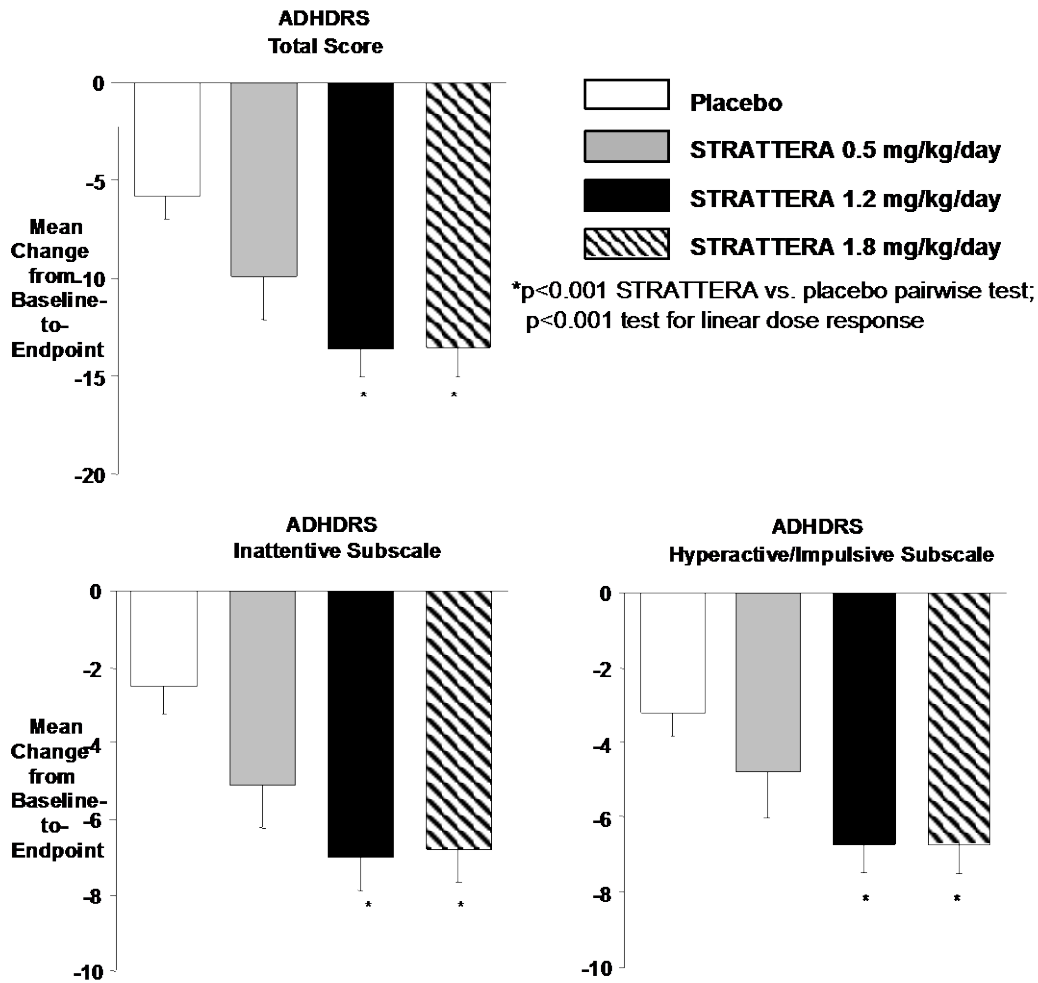 ADHDRS
Total Score
0
-5
-10
-15
-20
Mean
Change
from
Baseline-
to-
Endpoint
*
*
Placebo
STRATTERA 0.5 mg/kg/day
STRATTERA 1.2 mg/kg/day
STRATTERA 1.8 mg/kg/day
*p<0.001 STRATTERA vs. placebo pairwise test;
p<0.001 test for linear dose response
ADHDRS
Inattentive Subscale
0
-2
-4
-6
-8
-10
Mean
Change
from
Baseline-
to-
Endpoint
*
*
ADHDRS
Hyperactive/Impulsive Subscale
0
-2
-4
-6
-8
-10
*
*